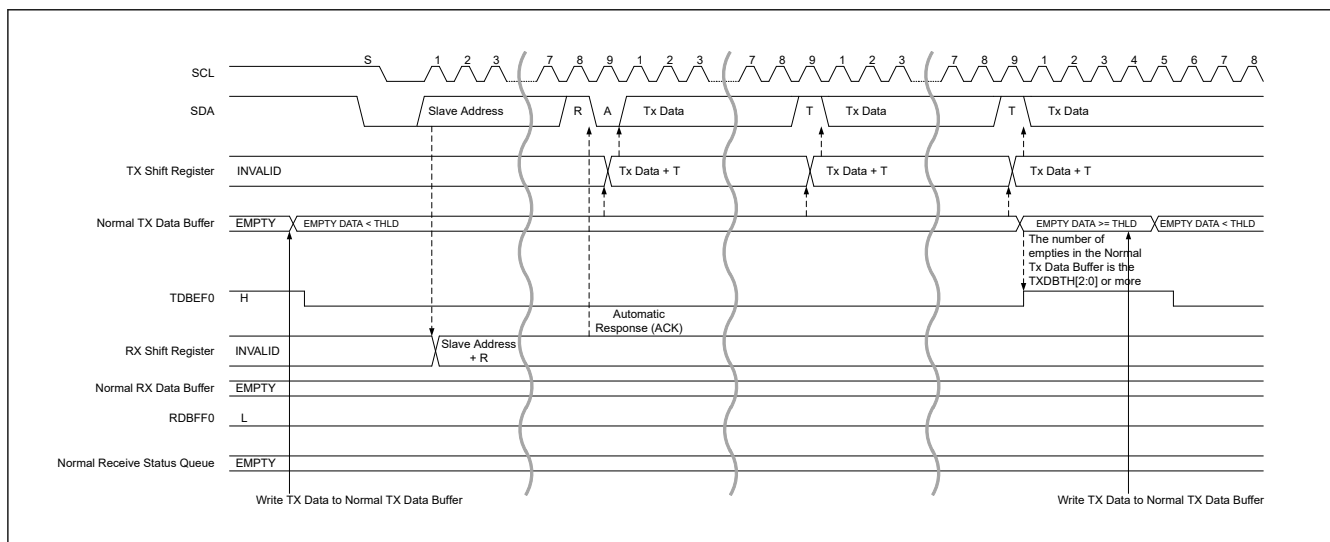 S 1 2 3 7 8 9 1 2 3 7 8 9 1 2 3 7 8 9 1 2 3 4 5 6 7 8
SCL
SDA Slave Address R A Tx Data T Tx Data T Tx Data
TX Shift Register INVALID Tx Data + T Tx Data + T Tx Data + T
Normal TX Data Buffer EMPTY EMPTY DATA < THLD EMPTY DATA >= THLD EMPTY DATA < THLD
The number of
empties in the Normal
Tx Data Buffer is the
TXDBTH[2:0] or more
TDBEF0 H
Automatic
Response (ACK)
RX Shift Register INVALID Slave Address
+ R
Normal RX Data Buffer EMPTY
RDBFF0 L
Normal Receive Status Queue EMPTY
Write TX Data to Normal TX Data Buffer Write TX Data to Normal TX Data Buffer